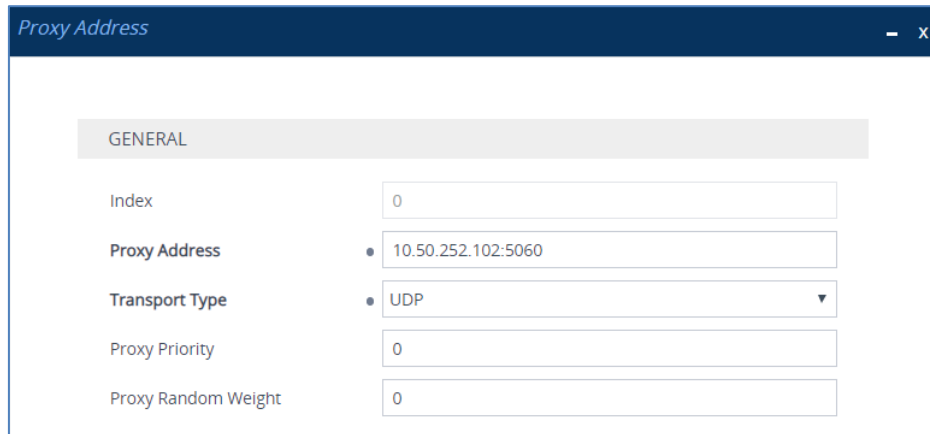 Proxy Address
GENERAL
Index 0
Proxy Address 10.50.252.102:5060
Transport Type UDP
Proxy Priority 0
Proxy Random Weight 0